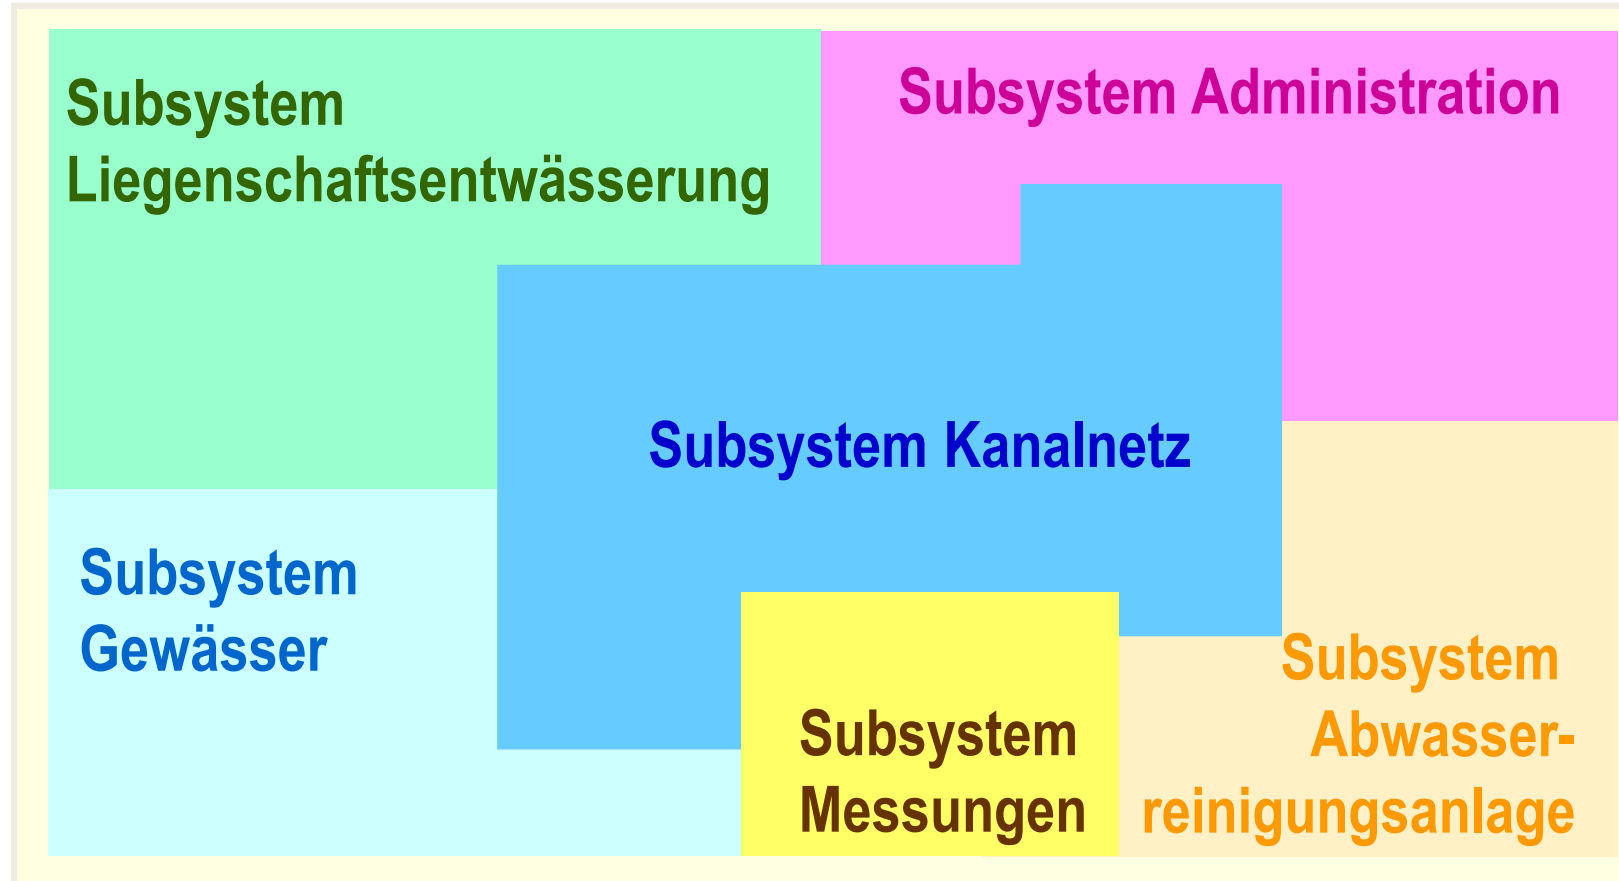 Subsystem
Liegenschaftsentwässerung
Subsystem Administration
Subsystem Kanalnetz
Subsystem
Gewässer
Subsystem
Messungen
Subsystem
Abwasser-
reinigungsanlage